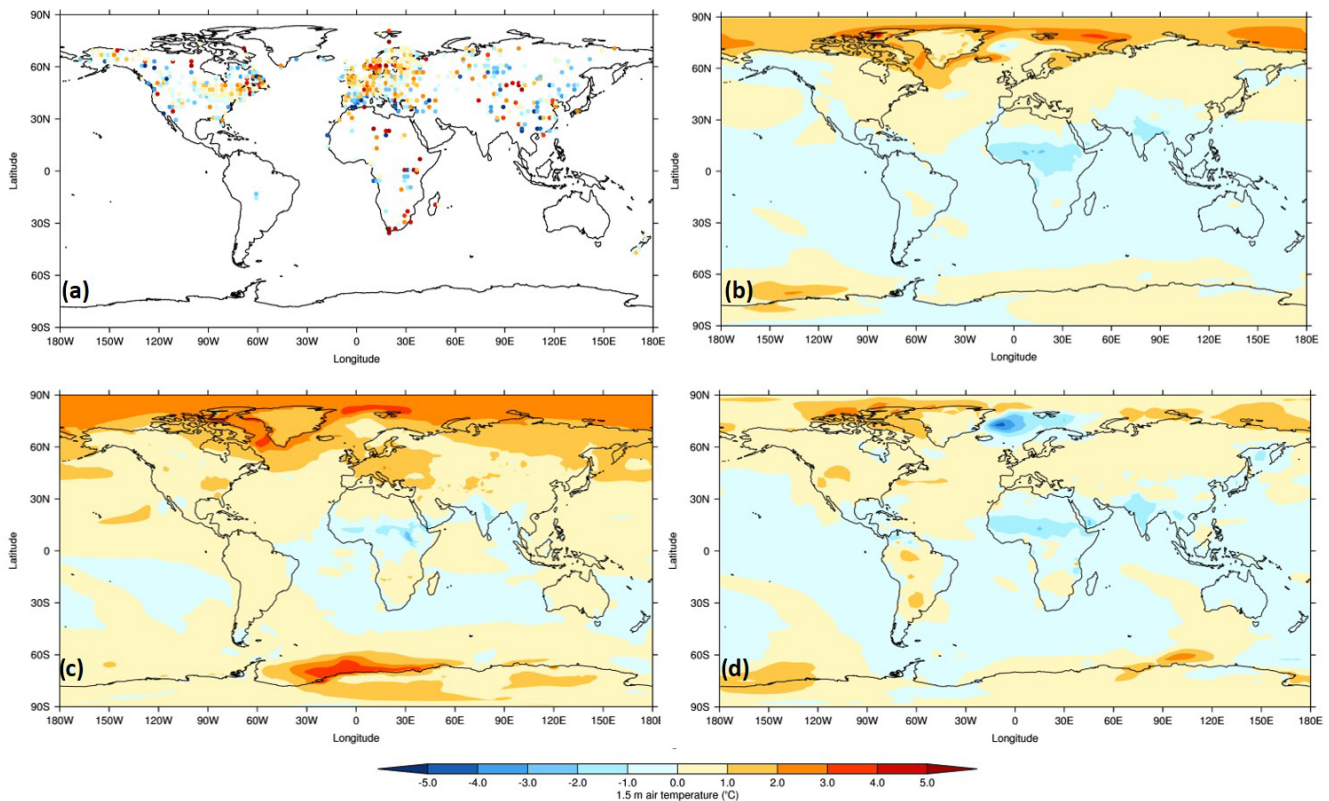 90N 90N
60N 60N
30N 30N
Latitude 0 Latitude 0
30S 30S
60S 60S
(a) (b)
90S 90S
180W 150W 120W 90W 60W 30W 0 30E 60E 90E 120E 150E 180E 180W 150W 120W 90W 60W 30W 0 30E 60E 90E 120E 150E 180E
Longitude Longitude
90N 90N
60N 60N
30N 30N
Latitude 0 Latitude 0
30S 30S
60S 60S
(c) (d)
90S 90S
180W 150W 120W 90W 60W 30W 0 30E 60E 90E 120E 150E 180E 180W 150W 120W 90W 60W 30W 0 30E 60E 90E 120E 150E 180E
Longitude Longitude
-5.0 -4.0 -3.0 -2.0 -1.0 0.0 1.0 2.0 3.0 4.0 5.0
1.5 m air temperature (°C)